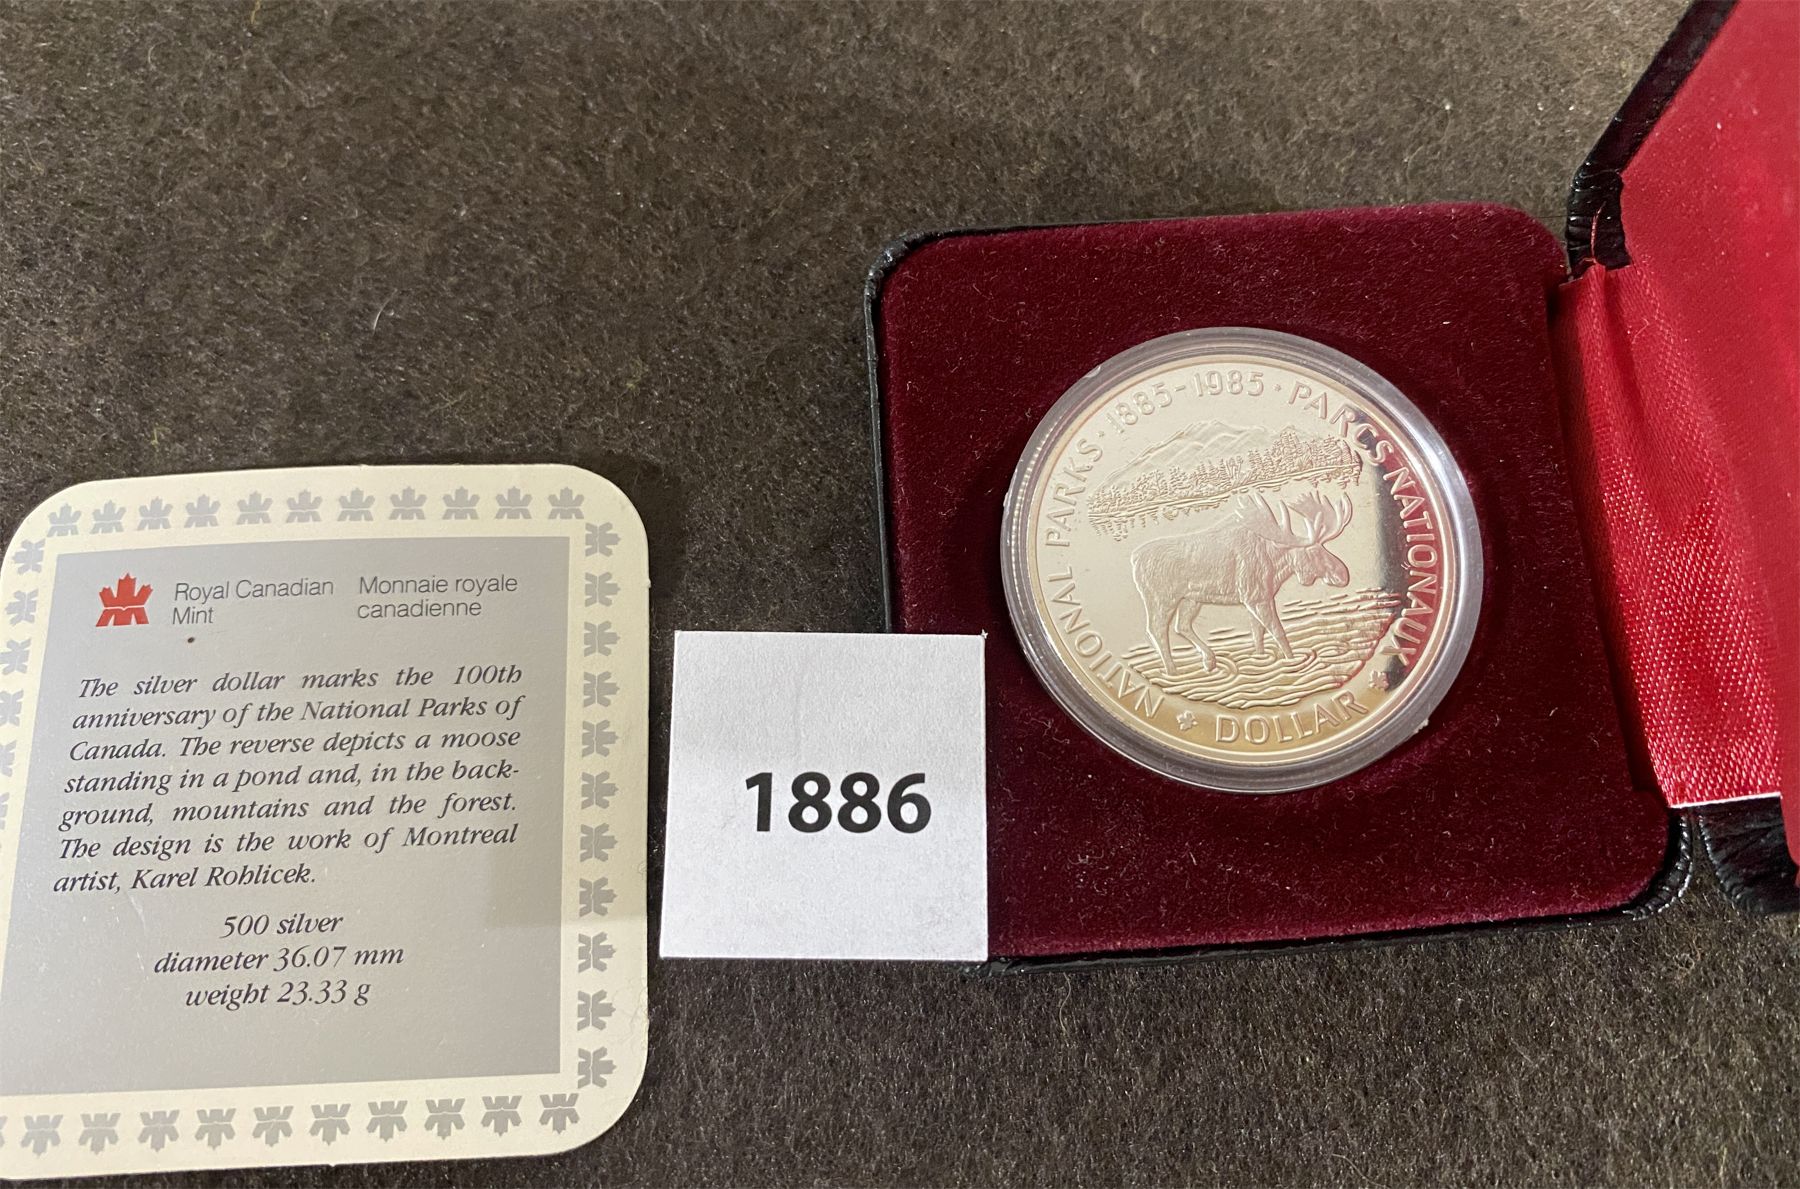 Royal Canadian Mint
Monnaie royale canadienne
The silver dollar marks the 100th
anniversary of the National Parks of
Canada. The reverse depicts a moose
standing in a pond and, in the back-
ground, mountains and the forest.
The design is the work of Montreal
artist, Karel Rohlicek.
500 silver
diameter 36.07 mm
weight 23.33 g
1886
NATIONAL PARKS · 1885-1985 · PARCS NATIONAUX
DOLLAR